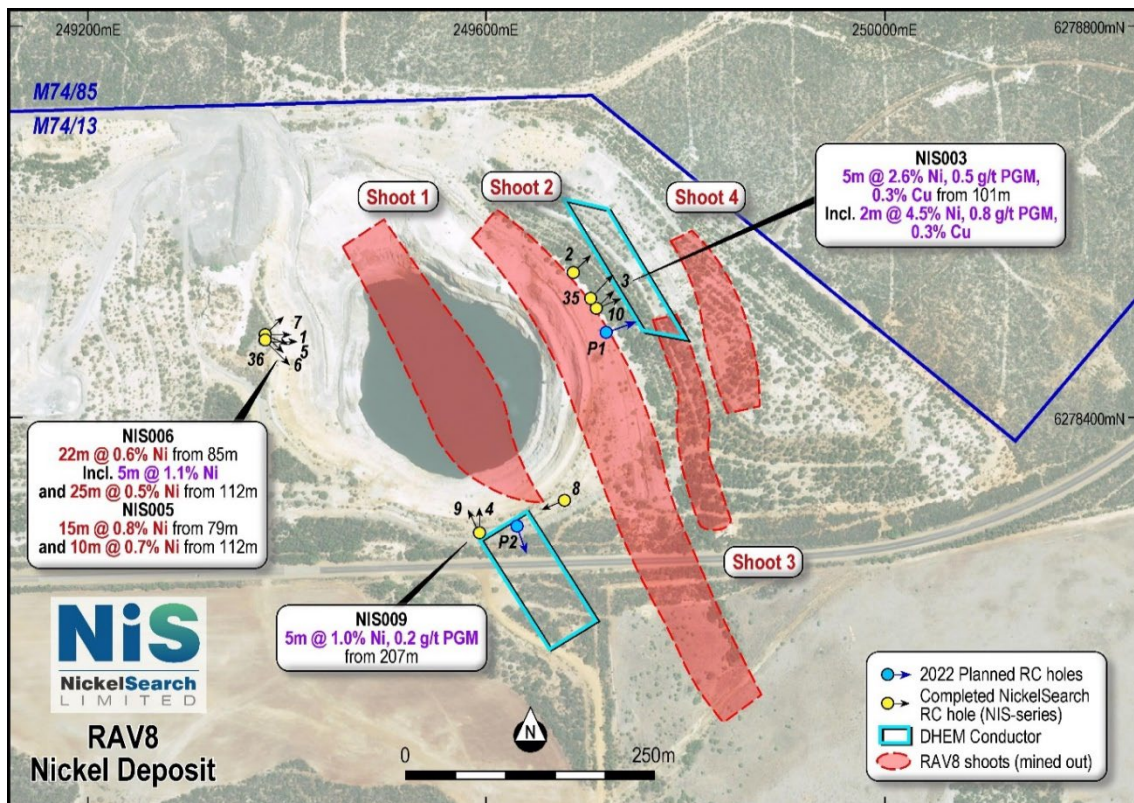 249200mE
249600mE
250000mE
6278800mN
M74/85
M74/13
NIS003
5m @ 2.6% Ni, 0.5 g/t PGM,
0.3% Cu from 101m
Incl. 2m @ 4.5% Ni, 0.8 g/t PGM,
0.3% Cu
Shoot 1
Shoot 2
Shoot 4
2
3
35
10
P1
7
1
5
36
6
6278400mN
NIS006
22m @ 0.6% Ni from 85m
Incl. 5m @ 1.1% Ni
and 25m @ 0.5% Ni from 112m
NIS005
15m @ 0.8% Ni from 79m
and 10m @ 0.7% Ni from 112m
8
9
4
P2
Shoot 3
NIS009
5m @ 1.0% Ni, 0.2 g/t PGM
from 207m
NiS
NickelSearch
LIMITED
RAV8
Nickel Deposit
N
0
250m
2022 Planned RC holes
Completed NickelSearch
RC hole (NIS-series)
DHEM Conductor
RAV8 shoots (mined out)